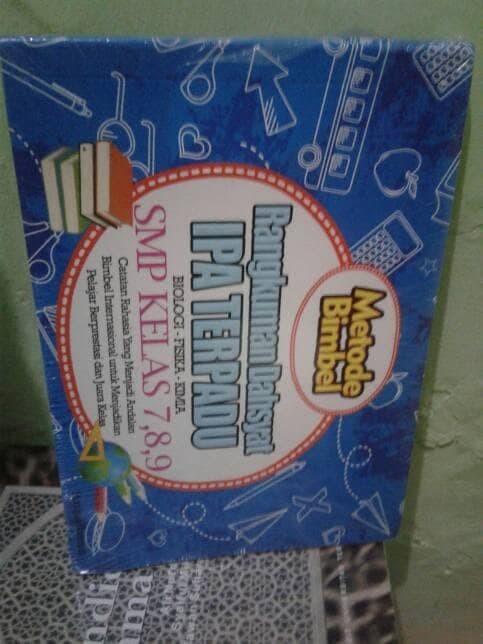 Metode
Bimbel
Rangkuman Dahsyat
IPA TERPADU
BIOLOGI - FISIKA - KIMIA
SMP KELAS 7,8,9
Catatan Rahasia Yang Menjadi Andalan
Bimbel Internasional untuk Menjadikan
Pelajar Berprestasi dan Juara Kelas